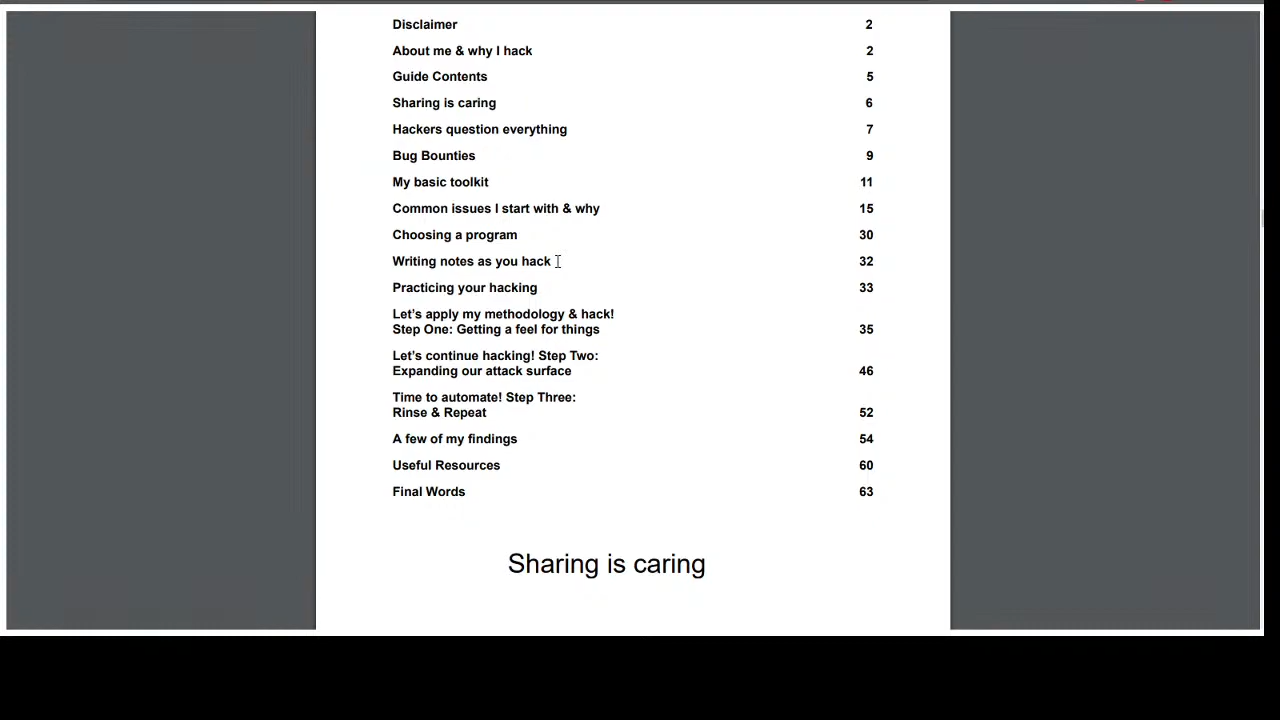 Disclaimer 2
About me & why I hack 2
Guide Contents 5
Sharing is caring 6
Hackers question everything 7
Bug Bounties 9
My basic toolkit 11
Common issues I start with & why 15
Choosing a program 30
Writing notes as you hack 32
Practicing your hacking 33
Let’s apply my methodology & hack!
Step One: Getting a feel for things 35
Let’s continue hacking! Step Two:
Expanding our attack surface 46
Time to automate! Step Three:
Rinse & Repeat 52
A few of my findings 54
Useful Resources 60
Final Words 63
Sharing is caring